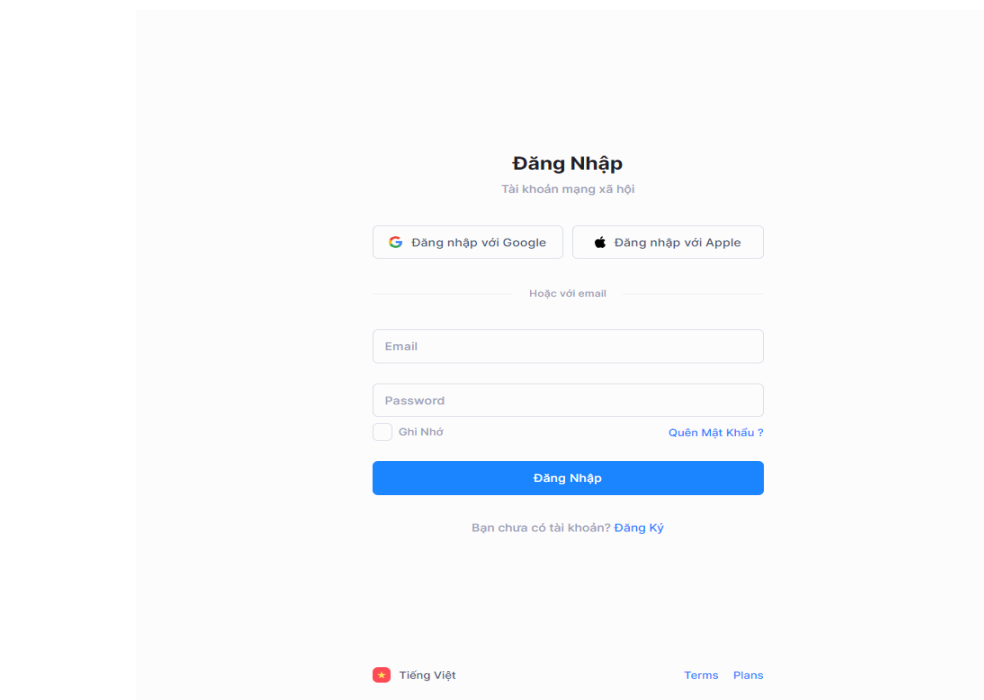 Đăng Nhập
Tài khoản mạng xã hội
Đăng nhập với Google
Đăng nhập với Apple
Hoặc với email
Email
Password
Ghi Nhớ
Quên Mật Khẩu ?
Đăng Nhập
Bạn chưa có tài khoản? Đăng Ký
Tiếng Việt
Terms Plans